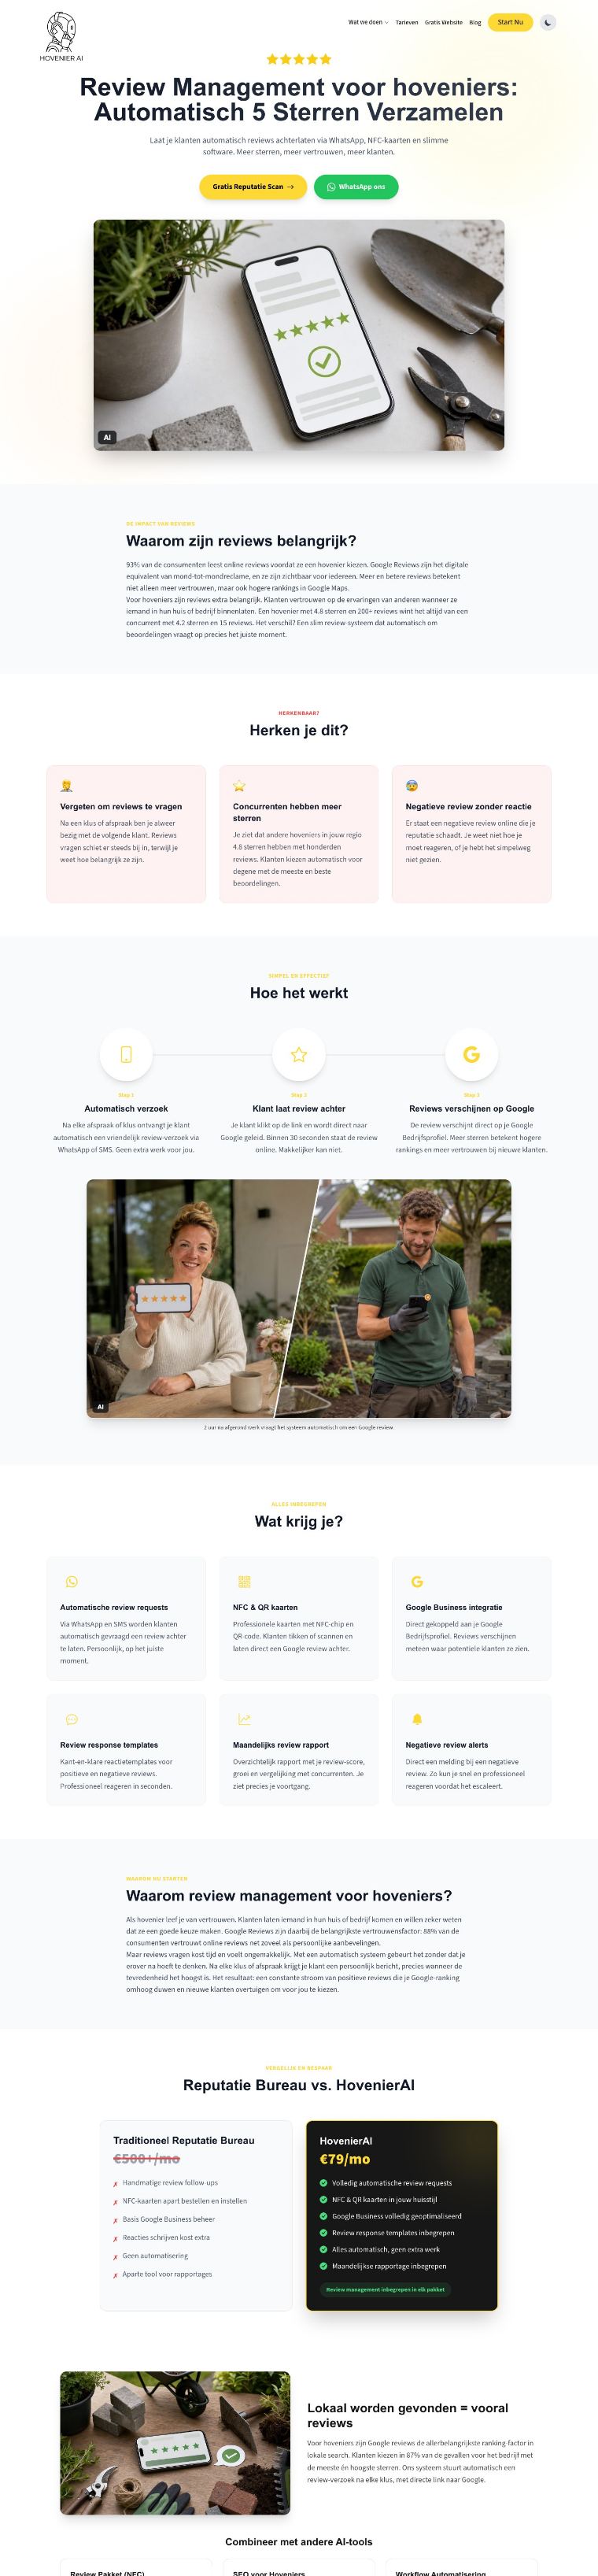 HOVENIER AI
Wat we doen
Tarieven
Gratis Website
Blog
Start Nu
Review Management voor hoveniers:
Automatisch 5 Sterren Verzamelen
Laat je klanten automatisch reviews achterlaten via WhatsApp, NFC-kaarten en slimme
software. Meer sterren, meer vertrouwen, meer klanten.
Gratis Reputatie Scan →
WhatsApp ons
AI
DE IMPACT VAN REVIEWS
Waarom zijn reviews belangrijk?
93% van de consumenten leest online reviews voordat ze een hovenier kiezen. Google Reviews zijn het digitale
equivalent van mond-tot-mondreclame, en ze zijn zichtbaar voor iedereen. Meer en betere reviews betekent
niet alleen meer vertrouwen, maar ook hogere rankings in Google Maps.
Voor hoveniers zijn reviews extra belangrijk. Klanten vertrouwen op de ervaringen van anderen wanneer ze
iemand in hun huis of bedrijf binnenlaten. Een hovenier met 4.8 sterren en 200+ reviews wint het altijd van een
concurrent met 4.2 sterren en 15 reviews. Het verschil? Een slim review-systeem dat automatisch om
beoordelingen vraagt op precies het juiste moment.
HERKENBAAR?
Herken je dit?
Vergeten om reviews te vragen
Na een klus of afspraak ben je alweer
bezig met de volgende klant. Reviews
vragen schiet er steeds bij in, terwijl je
weet hoe belangrijk ze zijn.
Concurrenten hebben meer
sterren
Je ziet dat andere hoveniers in jouw regio
4.8 sterren hebben met honderden
reviews. Klanten kiezen automatisch voor
degene met de meeste en beste
beoordelingen.
Negatieve review zonder reactie
Er staat een negatieve review online die je
reputatie schaadt. Je weet niet hoe je
moet reageren, of je hebt het simpelweg
niet gezien.
SIMPEL EN EFFECTIEF
Hoe het werkt
Stap 1
Automatisch verzoek
Na elke afspraak of klus ontvangt je klant
automatisch een vriendelijk review-verzoek via
WhatsApp of SMS. Geen extra werk voor jou.
Stap 2
Klant laat review achter
Je klant klikt op de link en wordt direct naar
Google geleid. Binnen 30 seconden staat de review
online. Makkelijker kan niet.
Stap 3
Reviews verschijnen op Google
De review verschijnt direct op je Google
Bedrijfsprofiel. Meer sterren betekent hogere
rankings en meer vertrouwen bij nieuwe klanten.
AI
2 uur na afgerond werk vraagt het systeem automatisch om een Google-review.
ALLES INBEGREPEN
Wat krijg je?
Automatische review requests
Via WhatsApp en SMS worden klanten
automatisch gevraagd een review achter
te laten. Persoonlijk, op het juiste
moment.
NFC & QR kaarten
Professionele kaarten met NFC-chip en
QR-code. Klanten tikken of scannen en
laten direct een Google review achter.
Google Business integratie
Direct gekoppeld aan je Google
Bedrijfsprofiel. Reviews verschijnen
meteen waar potentiele klanten ze zien.
Review response templates
Kant-en-klare reactietemplates voor
positieve en negatieve reviews.
Professioneel reageren in seconden.
Maandelijks review rapport
Overzichtelijk rapport met je review-score,
groei en vergelijking met concurrenten. Je
ziet precies je voortgang.
Negatieve review alerts
Direct een melding bij een negatieve
review. Zo kun je snel en professioneel
reageren voordat het escaleert.
WAAROM NU STARTEN
Waarom review management voor hoveniers?
Als hovenier leef je van vertrouwen. Klanten laten iemand in hun huis of bedrijf komen en willen zeker weten
dat ze een goede keuze maken. Google Reviews zijn daarbij de belangrijkste vertrouwensfactor: 88% van de
consumenten vertrouwt online reviews net zoveel als persoonlijke aanbevelingen.
Maar reviews vragen kost tijd en voelt ongemakkelijk. Met een automatisch systeem gebeurt het zonder dat je
erover na hoeft te denken. Na elke klus of afspraak krijgt je klant een persoonlijk bericht, precies wanneer de
tevredenheid het hoogst is. Het resultaat: een constante stroom van positieve reviews die je Google-ranking
omhoog duwen en nieuwe klanten overtuigen om voor jou te kiezen.
VERGELIJK EN BESPAAR
Reputatie Bureau vs. HovenierAI
Traditioneel Reputatie Bureau
€500+/mo
Handmatige review follow-ups
NFC-kaarten apart bestellen en instellen
Basis Google Business beheer
Reacties schrijven kost extra
Geen automatisering
Aparte tool voor rapportages
HovenierAI
€79/mo
Volledig automatische review requests
NFC & QR kaarten in jouw huisstijl
Google Business volledig geoptimaliseerd
Review response templates inbegrepen
Alles automatisch, geen extra werk
Maandelijkse rapportage inbegrepen
Review management inbegrepen in elk pakket
Lokaal worden gevonden = vooral
reviews
Voor hoveniers zijn Google reviews de allerbelangrijkste ranking-factor in
lokale search. Klanten kiezen in 87% van de gevallen voor het bedrijf met
de meeste én hoogste sterren. Ons systeem stuurt automatisch een
review-verzoek na elke klus, met directe link naar Google.
Combineer met andere AI-tools
Review Pakket (NFC)
SEO voor Hoveniers
Workflow Automatisering